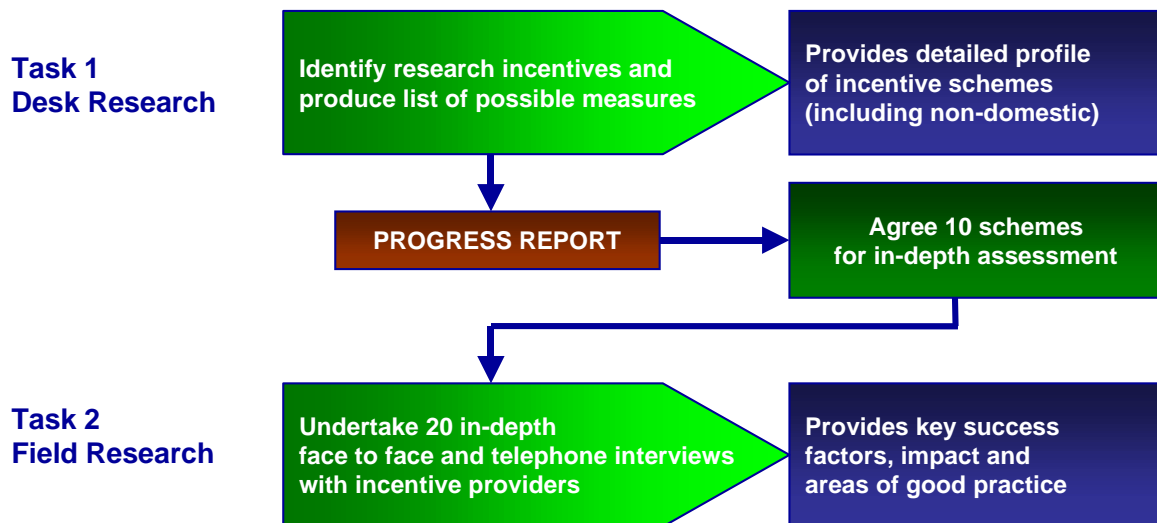 Task 1
Desk Research
Identify research incentives and
produce list of possible measures
Provides detailed profile
of incentive schemes
(including non-domestic)
PROGRESS REPORT
Agree 10 schemes
for in-depth assessment
Task 2
Field Research
Undertake 20 in-depth
face to face and telephone interviews
with incentive providers
Provides key success
factors, impact and
areas of good practice